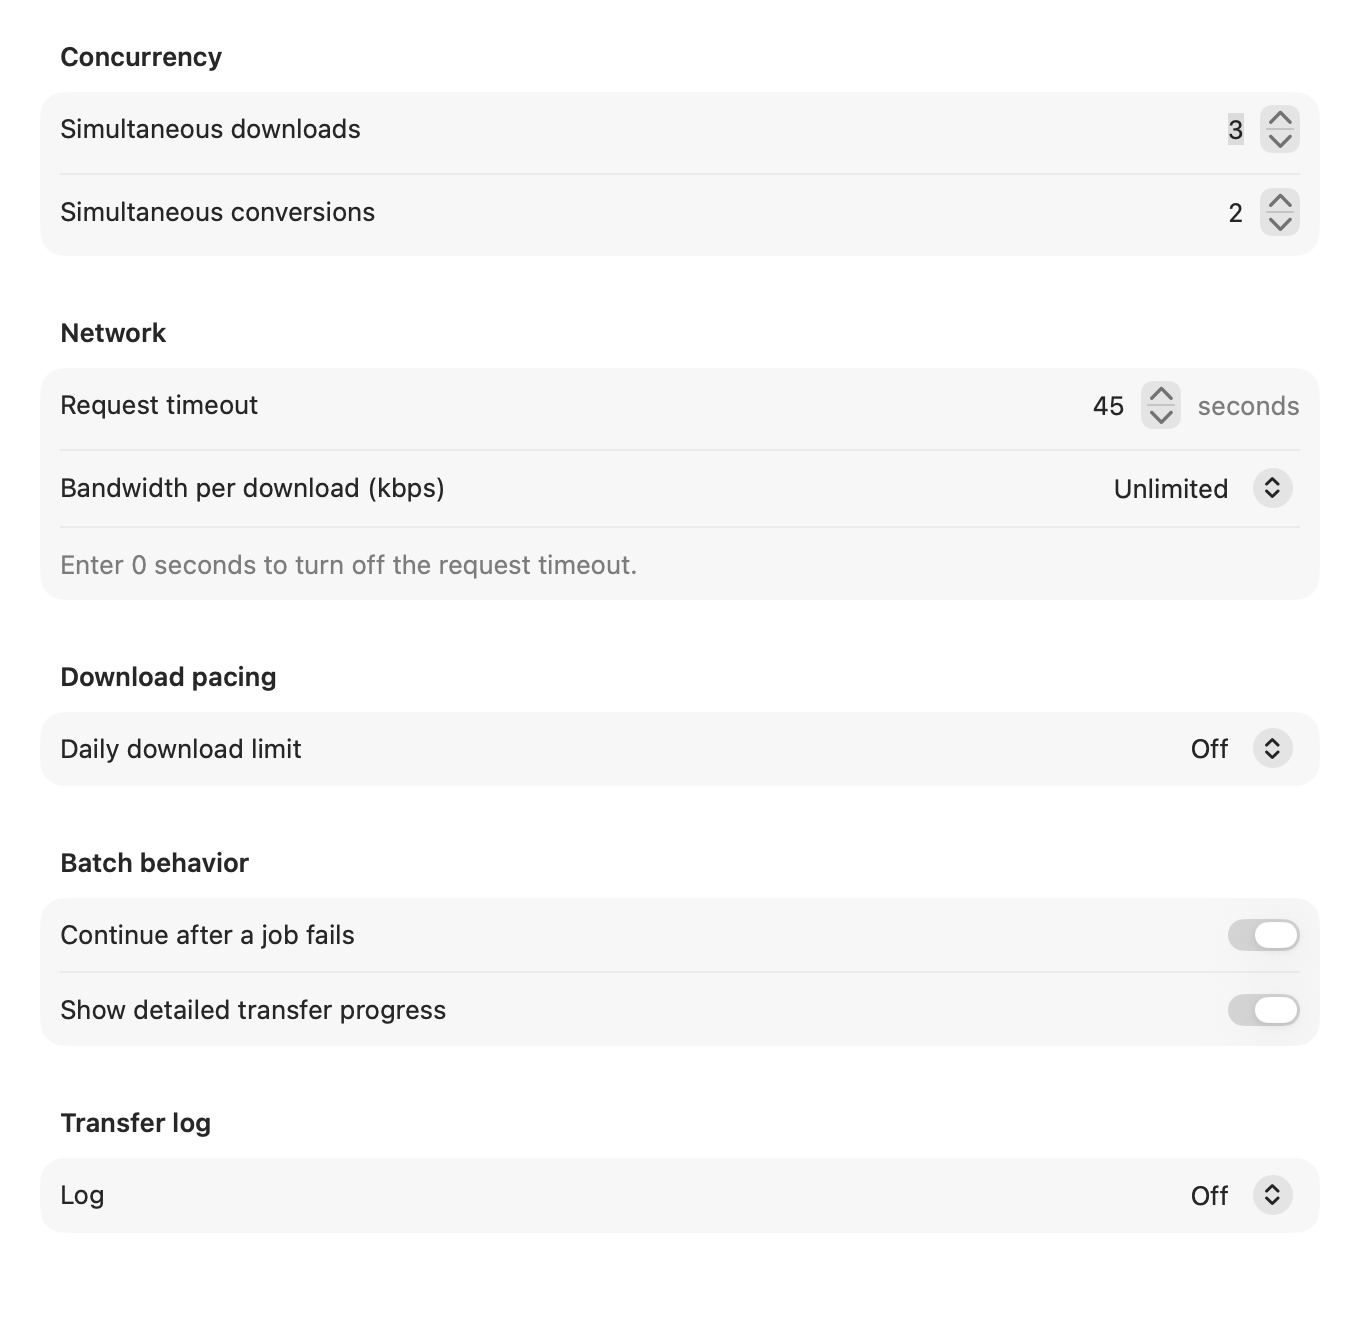 Concurrency
Simultaneous downloads 3
Simultaneous conversions 2
Network
Request timeout 45 seconds
Bandwidth per download (kbps) Unlimited
Enter 0 seconds to turn off the request timeout.
Download pacing
Daily download limit Off
Batch behavior
Continue after a job fails
Show detailed transfer progress
Transfer log
Log Off